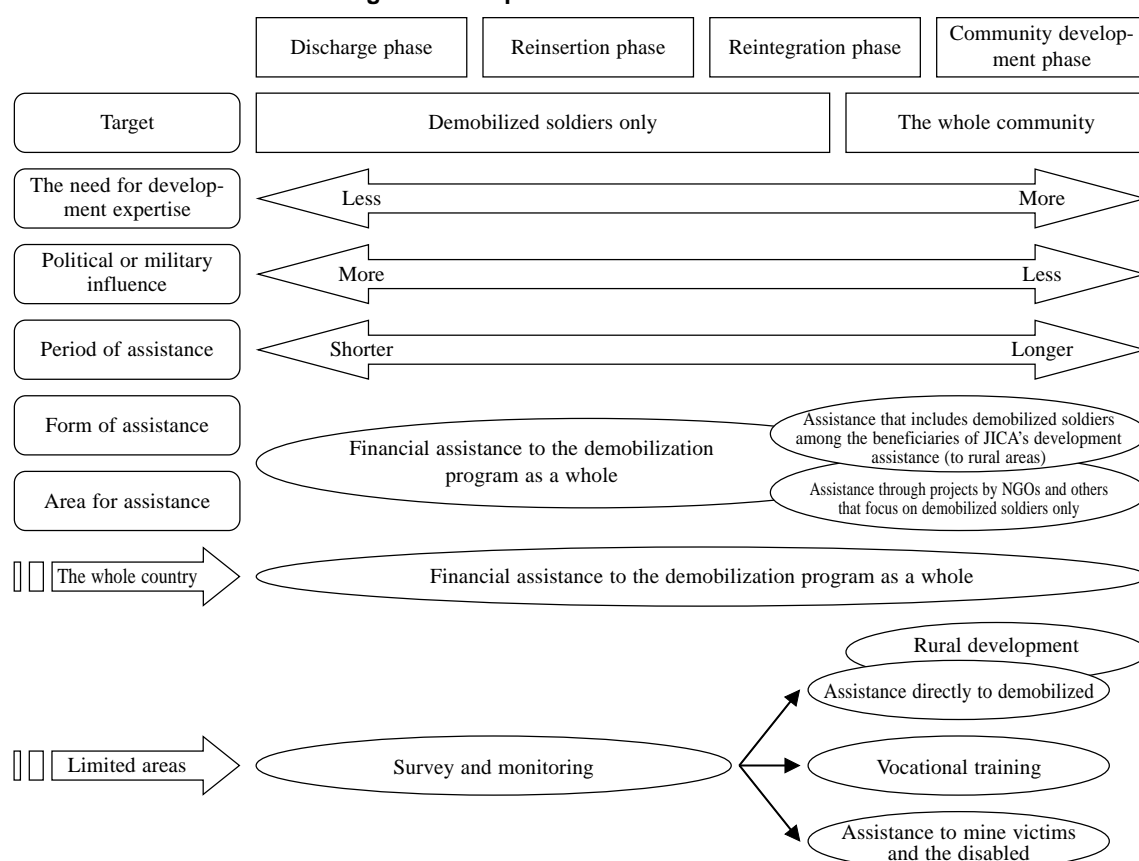 Discharge phase
Reinsertion phase
Reintegration phase
Community develop-
ment phase
Target
Demobilized soldiers only
The whole community
The need for develop-
ment expertise
Less
More
Political or military
influence
More
Less
Period of assistance
Shorter
Longer
Form of assistance
Financial assistance to the demobilization
program as a whole
Assistance that includes demobilized soldiers
among the beneficiaries of JICA's development
assistance (to rural areas)
Area for assistance
Assistance through projects by NGOs and others
that focus on demobilized soldiers only
The whole country
Financial assistance to the demobilization program as a whole
Rural development
Assistance directly to demobilized
Limited areas
Survey and monitoring
Vocational training
Assistance to mine victims
and the disabled